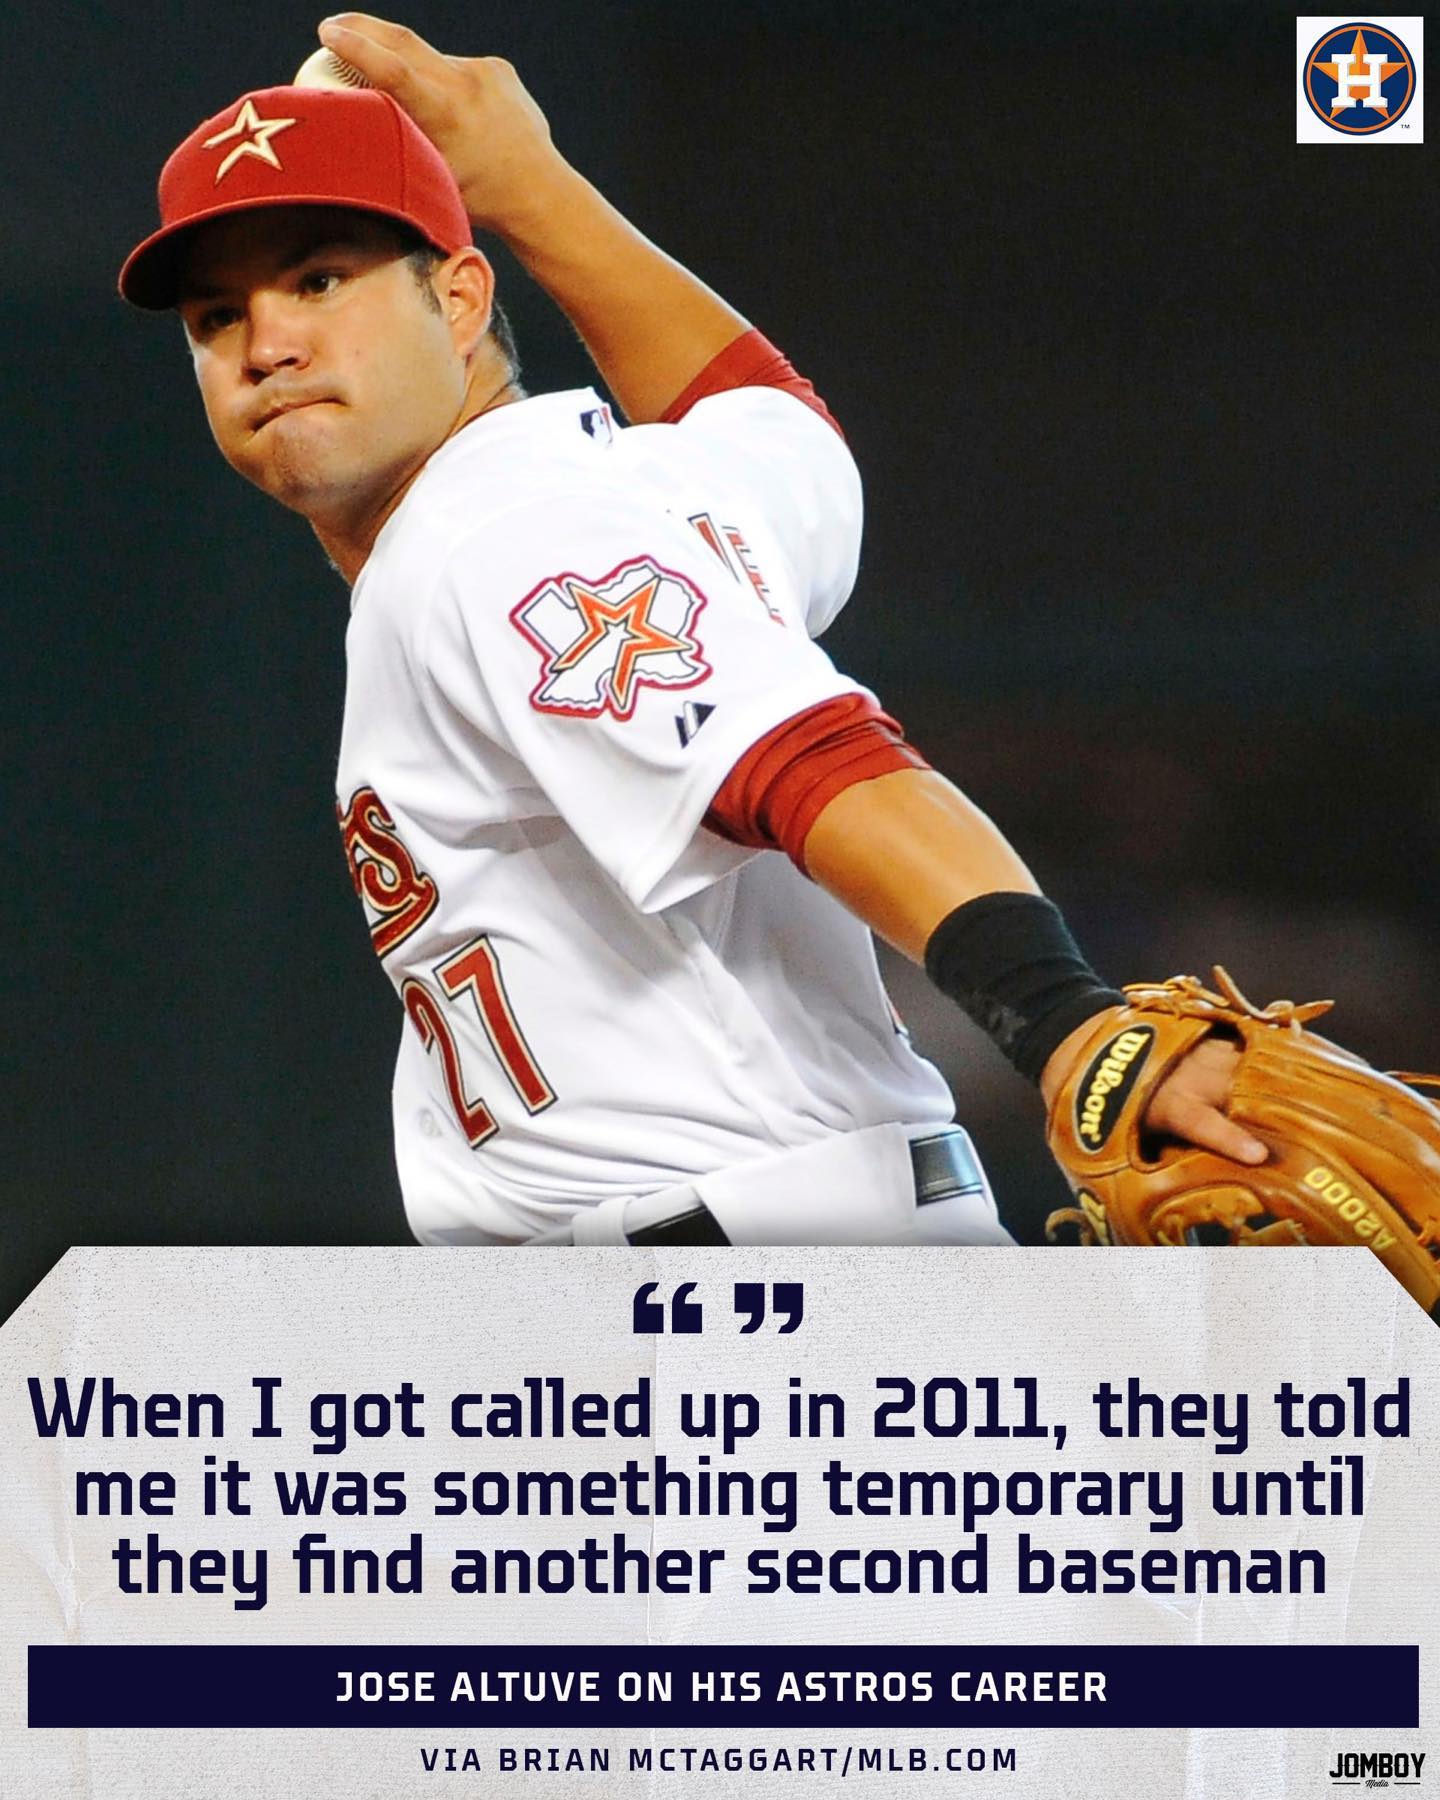 H
TM
s
27
Wilson
A2000
“ ”
When I got called up in 2011, they told
me it was something temporary until
they find another second baseman
JOSE ALTUVE ON HIS ASTROS CAREER
VIA BRIAN MCTAGGART/MLB.COM
JOMBOY
Media